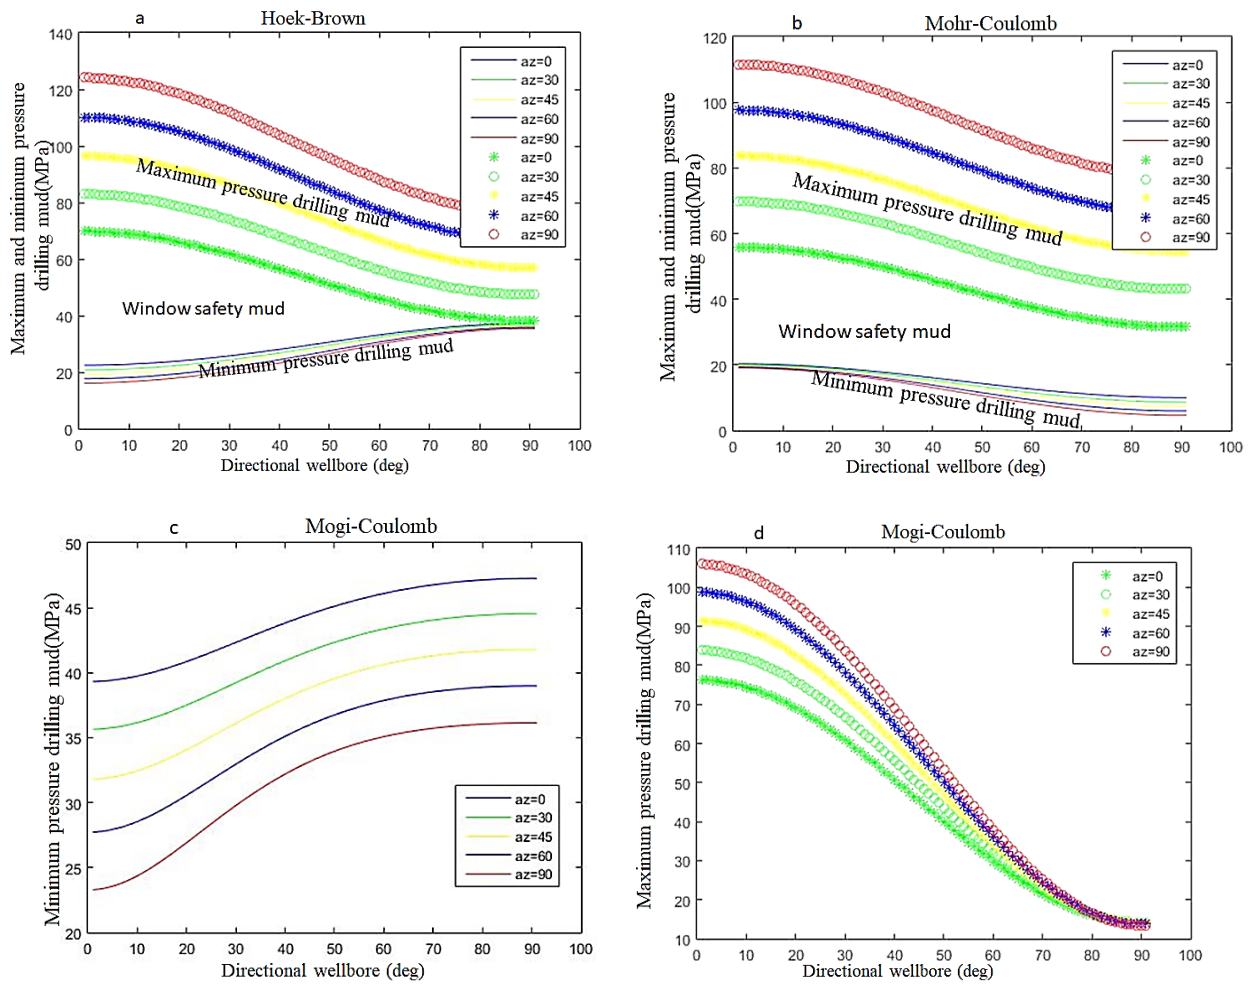 a
Hoek-Brown
Maximum and minimum pressure
drilling mud(MPa)
140
120
100
80
60
40
20
0
az=0
az=30
az=45
az=60
az=90
az=0
az=30
az=45
az=60
az=90
Maximum pressure drilling mud
Window safety mud
Minimum pressure drilling mud
0 10 20 30 40 50 60 70 80 90 100
Directional wellbore (deg)
b
Mohr-Coulomb
Maximum and minimum pressure
drilling mud(MPa)
120
100
80
60
40
20
0
az=0
az=30
az=45
az=60
az=90
az=0
az=30
az=45
az=60
az=90
Maximum pressure drilling mud
Window safety mud
Minimum pressure drilling mud
0 10 20 30 40 50 60 70 80 90 100
Directional wellbore (deg)
c
Mogi-Coulomb
Minimum pressure drilling mud(MPa)
50
45
40
35
30
25
20
az=0
az=30
az=45
az=60
az=90
0 10 20 30 40 50 60 70 80 90 100
Directional wellbore (deg)
d
Mogi-Coulomb
Maximum pressure drilling mud(MPa)
110
100
90
80
70
60
50
40
30
20
10
az=0
az=30
az=45
az=60
az=90
0 10 20 30 40 50 60 70 80 90 100
Directional wellbore (deg)